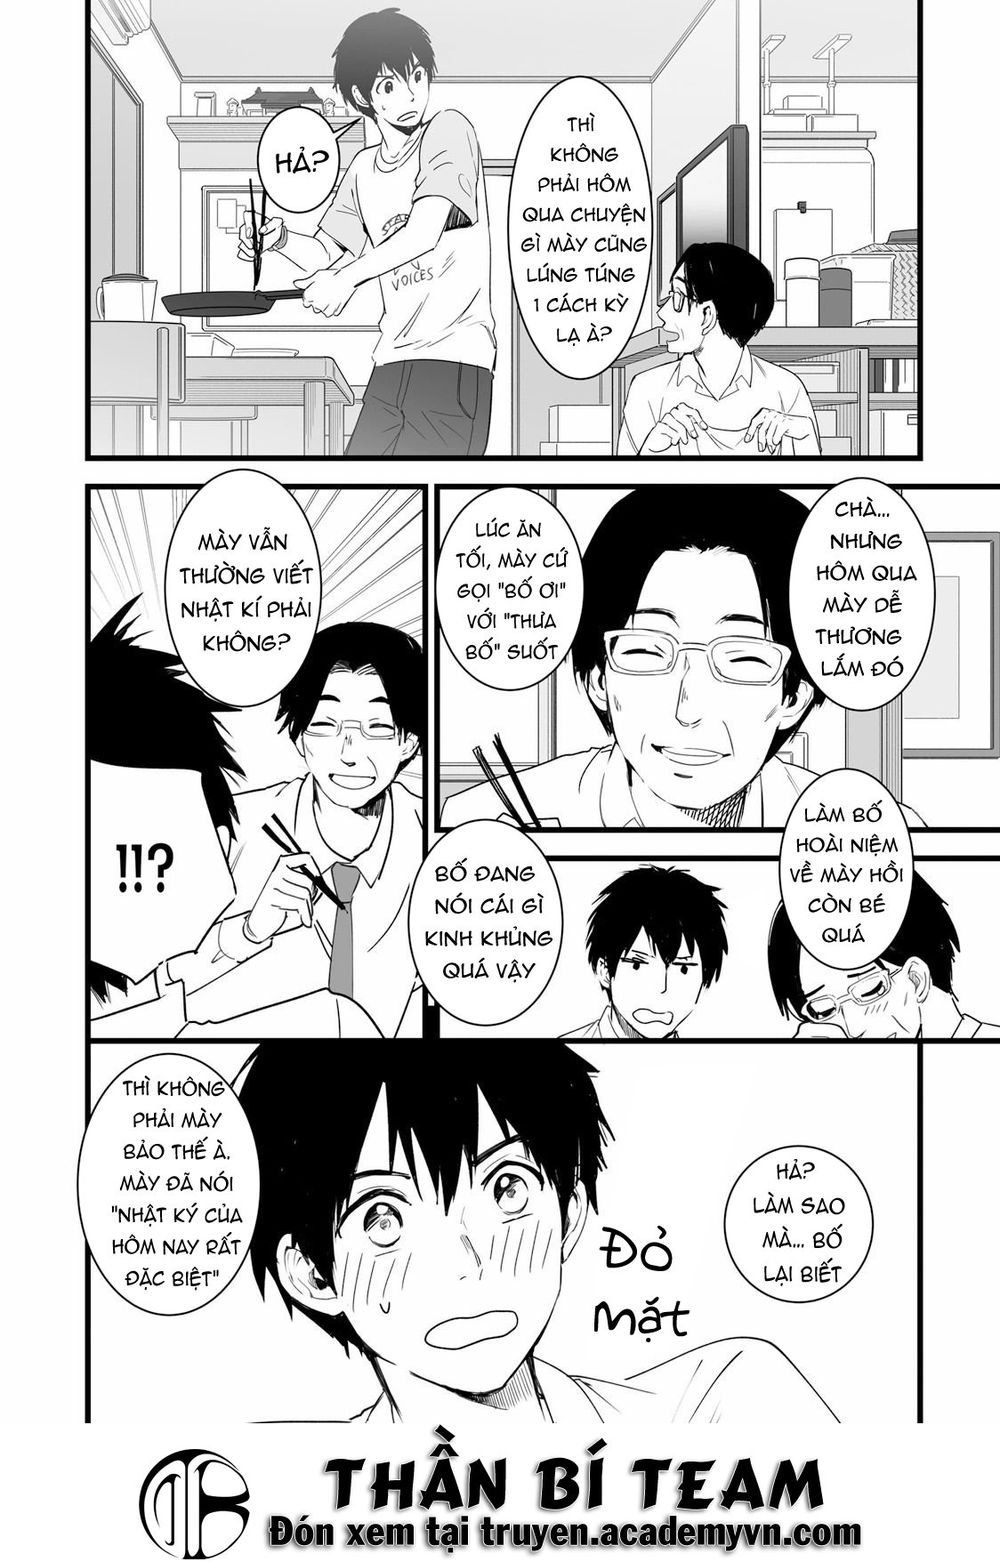 THÌ
KHÔNG
PHẢI HÔM
QUA CHUYỆN
GÌ MÀY CŨNG
LÚNG TÚNG
1 CÁCH KỲ
LẠ À?
HẢ?
STAR
VOICES
CHÀ...
NHƯNG
HÔM QUA
MÀY DỄ
THƯƠNG
LẮM ĐÓ
LÚC ĂN
TỐI, MÀY CỨ
GỌI "BỐ ƠI"
VỚI "THƯA
BỐ" SUỐT
LÀM BỐ
HOÀI NIỆM
VỀ MÀY HỒI
CÒN BÉ
QUÁ
BỐ ĐANG
NÓI CÁI GÌ
KINH KHỦNG
QUÁ VẬY
MÀY VẪN
THƯỜNG VIẾT
NHẬT KÍ PHẢI
KHÔNG?
!!?
HẢ?
LÀM SAO
MÀ... BỐ
LẠI BIẾT
ĐỎ
MẶT
THÌ KHÔNG
PHẢI MÀY
BẢO THẾ À.
MÀY ĐÃ NÓI
"NHẬT KÝ CỦA
HÔM NAY RẤT
ĐẶC BIỆT"
THẦN BÍ TEAM
Đón xem tại truyen.academyvn.com